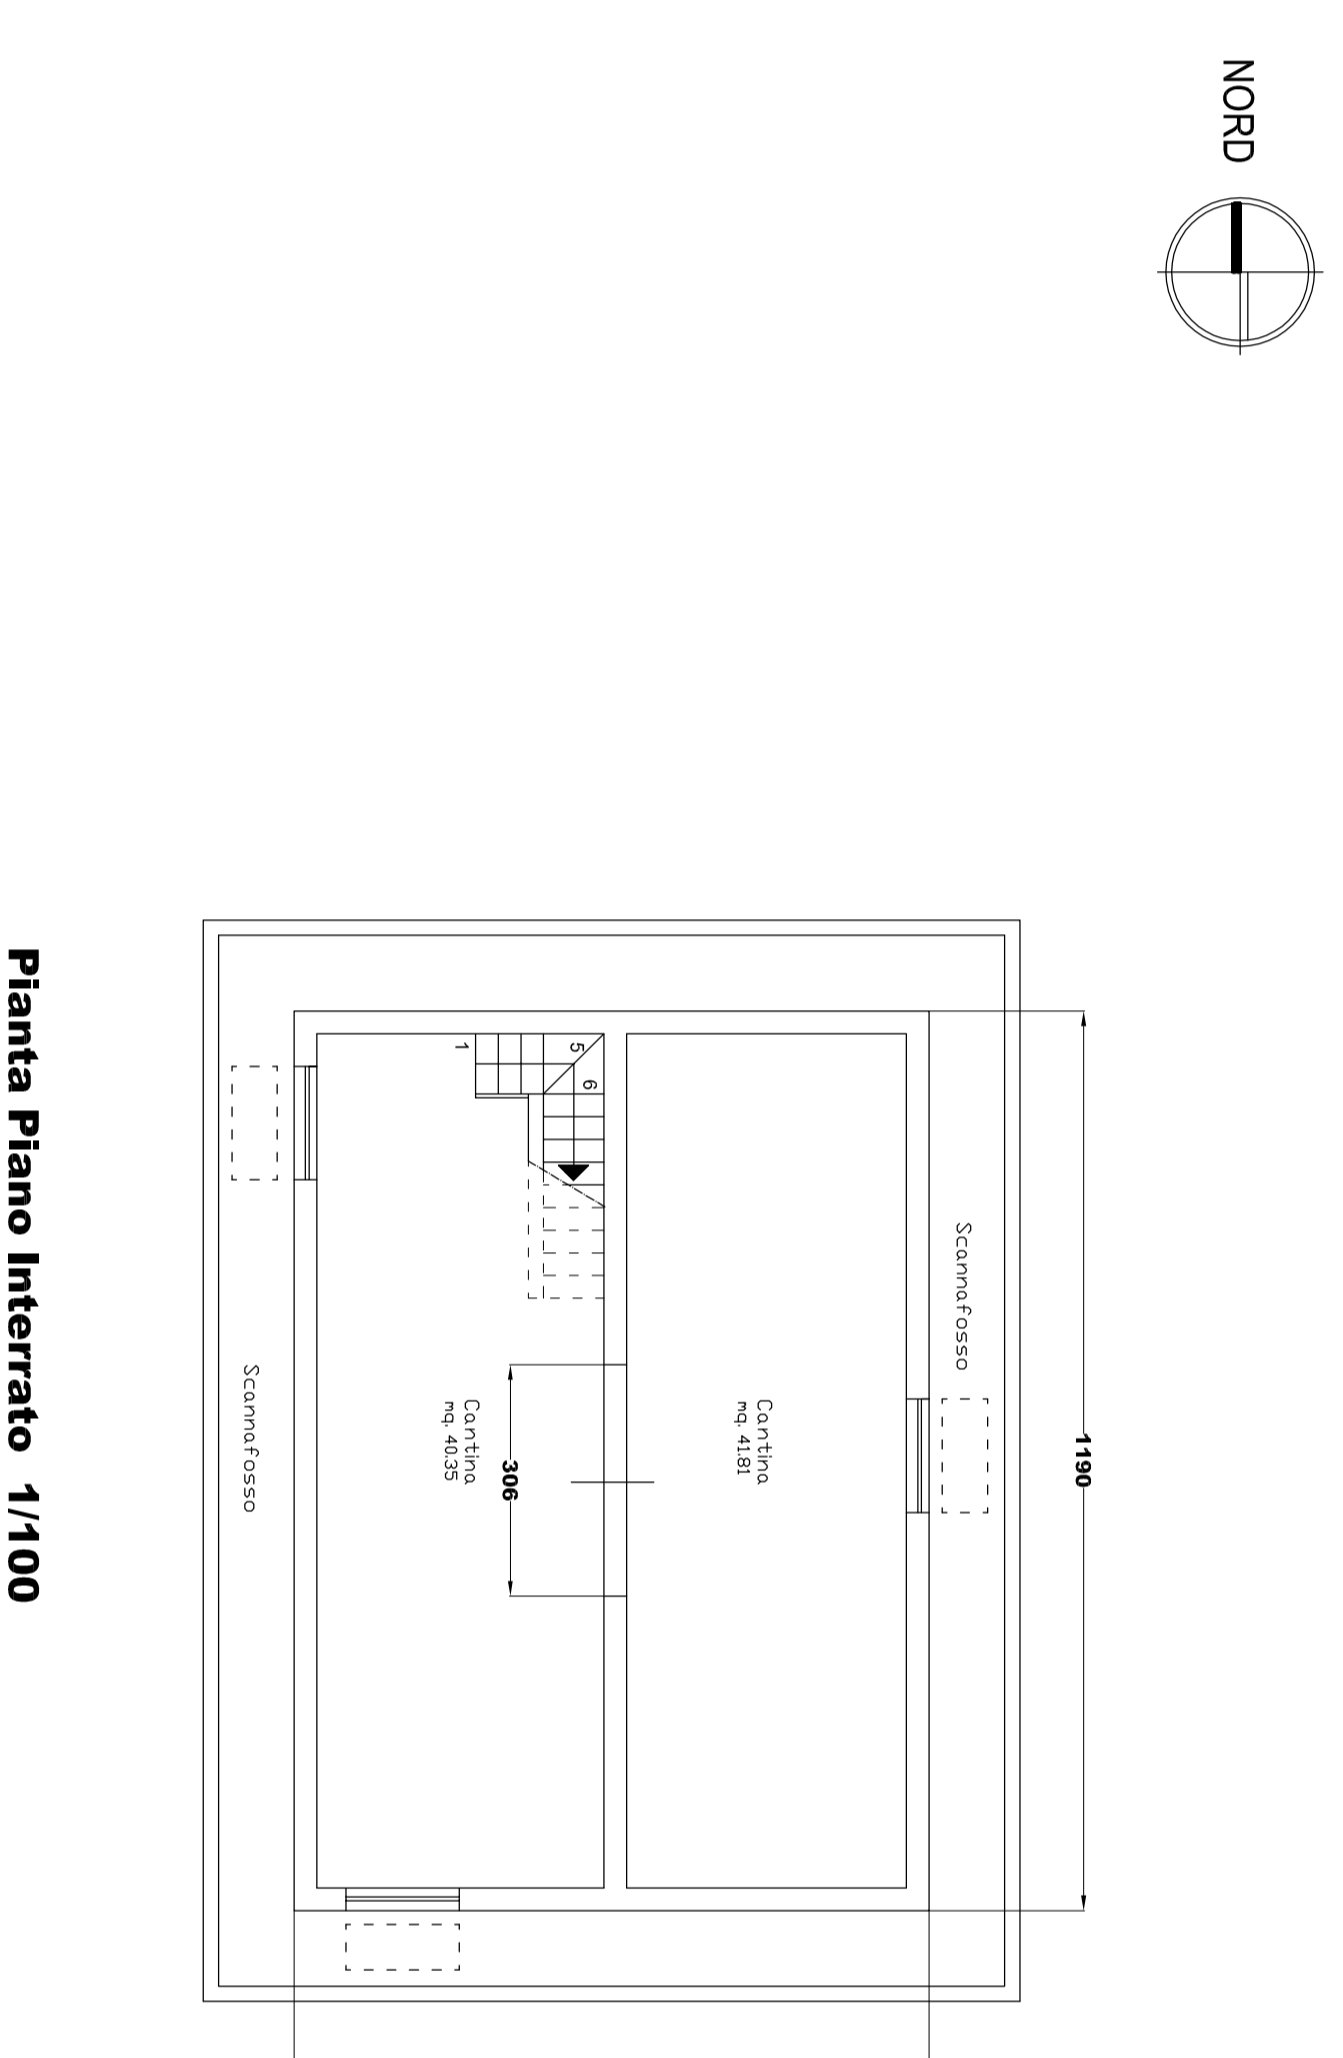 NORD
1190
Scannafosso
Cantina
mq. 41.81
5
6
306
Cantina
mq. 40.35
1
Scannafosso
Pianta Piano Interrato 1/100